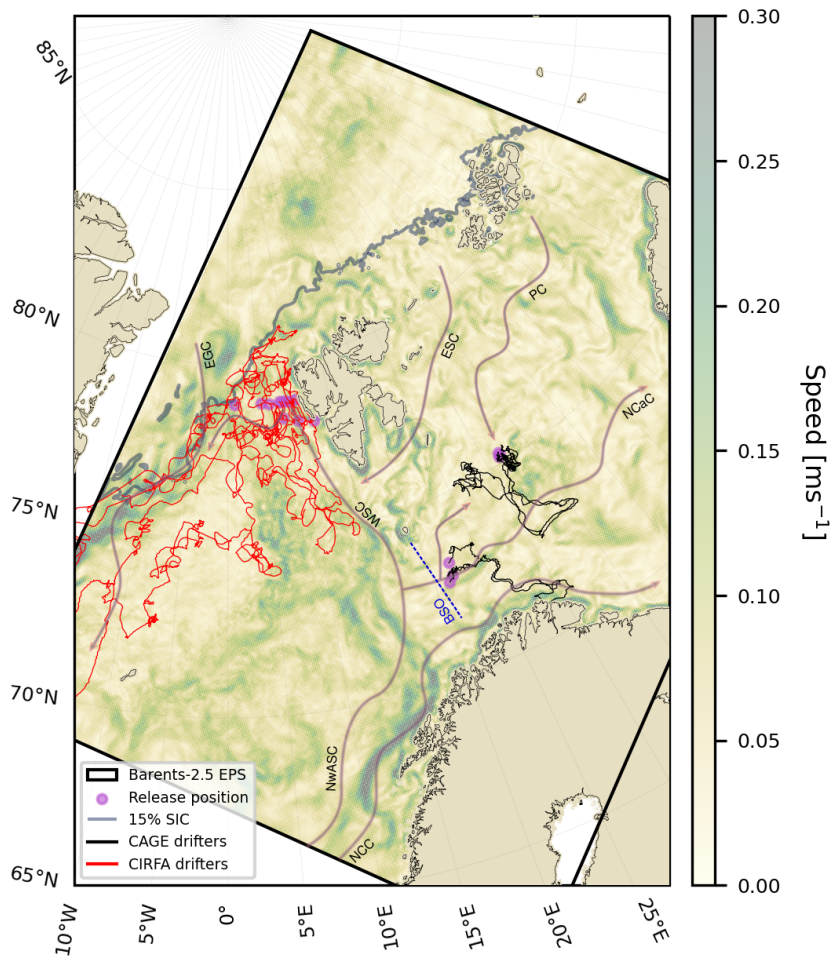 85°N
80°N
75°N
70°N
65°N
10°W
5°W
0°
5°E
10°E
15°E
20°E
25°E
EGC
ESC
PC
NCaC
WSC
BSO
NwASC
NCC
Barents-2.5 EPS
Release position
15% SIC
CAGE drifters
CIRFA drifters
0.30
0.25
0.20
0.15
0.10
0.05
0.00
Speed [ms⁻¹]